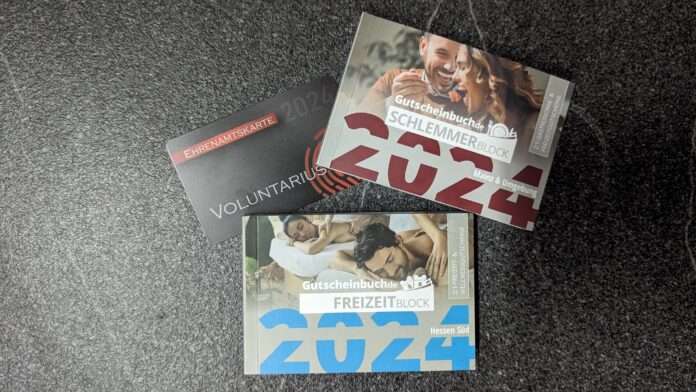 2024
EHRENAMTSKARTE
VOLUNTARIUS
Gutscheinbuch.de
SCHLEMMERBLOCK
2024
Mainz & Umgebung
Gutscheinbuch.de
FREIZEITBLOCK
Hessen Süd
2024